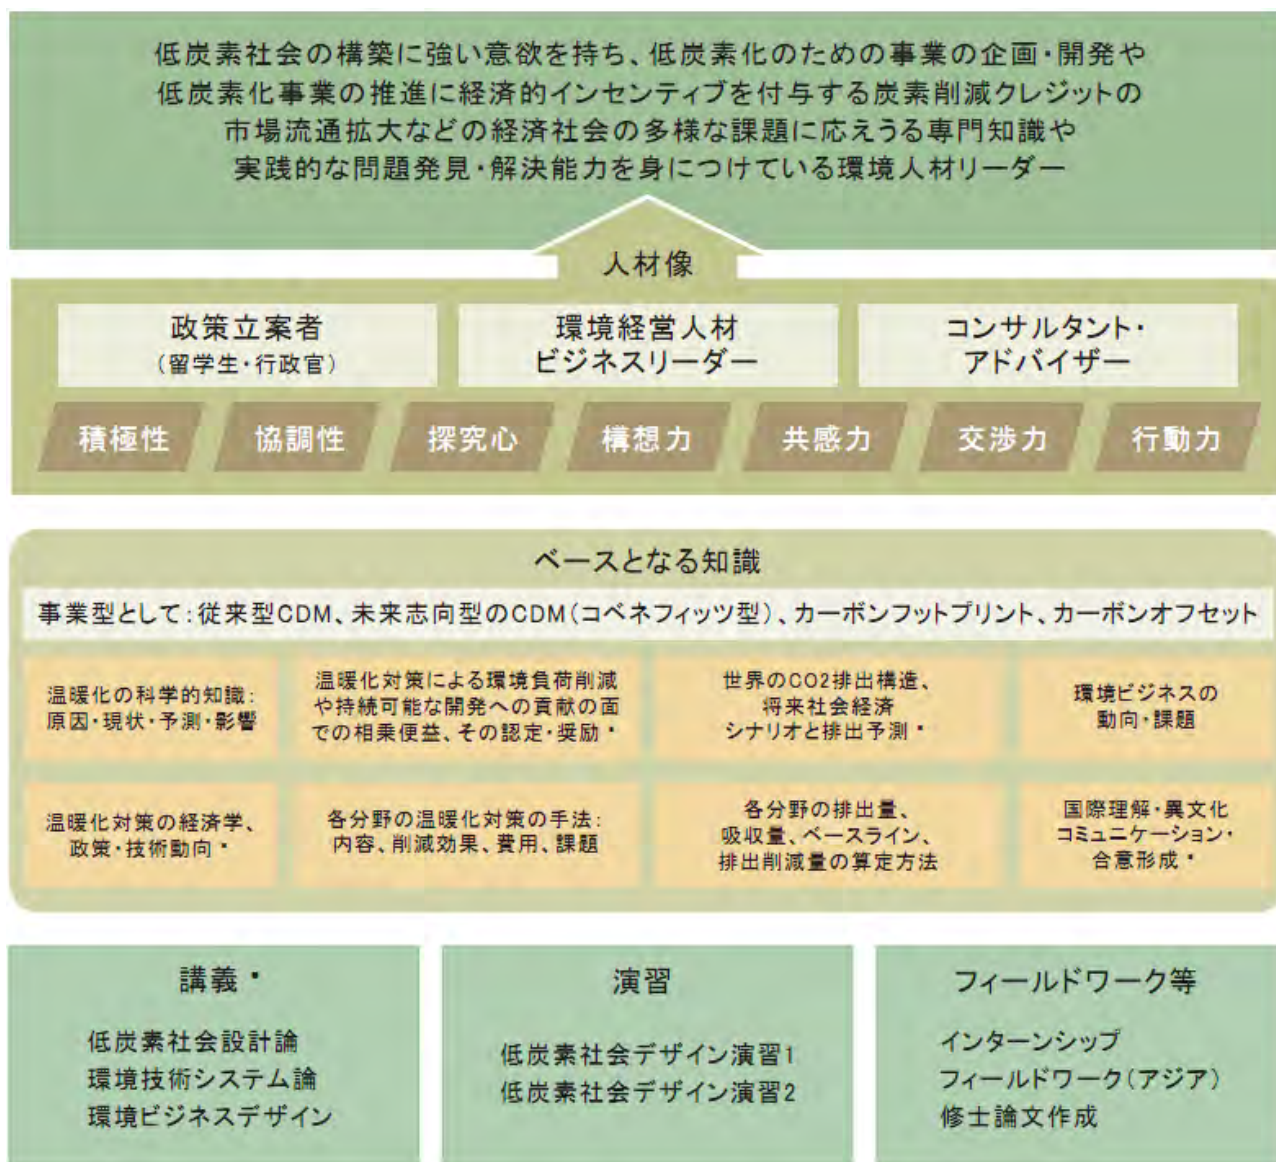 低炭素社会の構築に強い意欲を持ち、低炭素化のための事業の企画・開発や
低炭素化事業の推進に経済的インセンティブを付与する炭素削減クレジットの
市場流通拡大などの経済社会の多様な課題に応えうる専門知識や
実践的な問題発見・解決能力を身につけている環境人材リーダー
人材像
政策立案者
（留学生・行政官）
環境経営人材
ビジネスリーダー
コンサルタント・
アドバイザー
積極性
協調性
探究心
構想力
共感力
交渉力
行動力
ベースとなる知識
事業型として：従来型CDM、未来志向型のCDM（コベネフィッツ型）、カーボンフットプリント、カーボンオフセット
温暖化の科学的知識：
原因・現状・予測・影響
温暖化対策による環境負荷削減
や持続可能な開発への貢献の面
での相乗便益、その認定・奨励 *
世界のCO2排出構造、
将来社会経済
シナリオと排出予測 *
環境ビジネスの
動向・課題
温暖化対策の経済学、
政策・技術動向 *
各分野の温暖化対策の手法：
内容、削減効果、費用、課題
各分野の排出量、
吸収量、ベースライン、
排出削減量の算定方法
国際理解・異文化
コミュニケーション・
合意形成 *
講義 *
低炭素社会設計論
環境技術システム論
環境ビジネスデザイン
演習
低炭素社会デザイン演習1
低炭素社会デザイン演習2
フィールドワーク等
インターンシップ
フィールドワーク（アジア）
修士論文作成